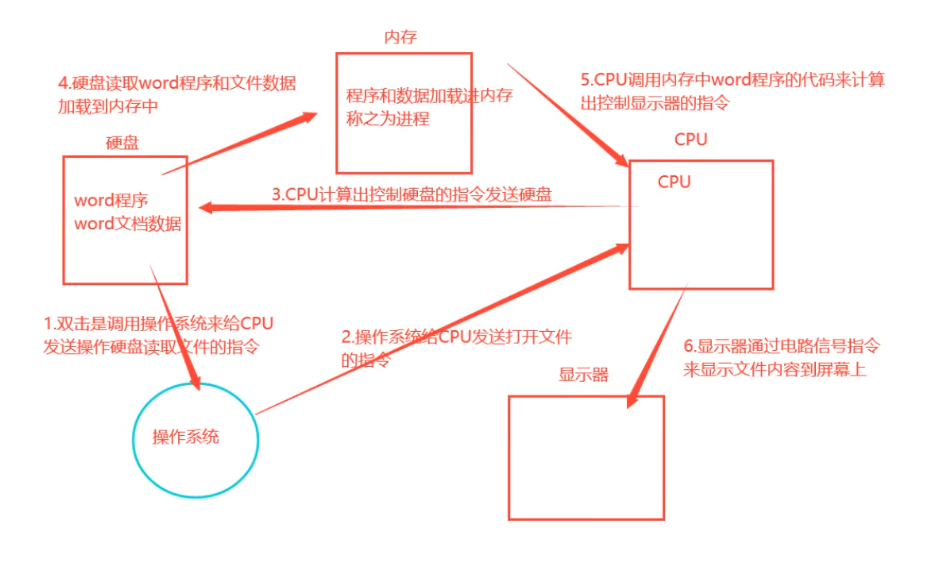 内存
4.硬盘读取word程序和文件数据
加载到内存中
程序和数据加载进内存
称之为进程
5.CPU调用内存中word程序的代码来计算
出控制显示器的指令
硬盘
CPU
word程序
word文档数据
3.CPU计算出控制硬盘的指令发送硬盘
CPU
1.双击是调用操作系统来给CPU
发送操作硬盘读取文件的指令
2.操作系统给CPU发送打开文件
的指令
6.显示器通过电路信号指令
来显示文件内容到屏幕上
显示器
操作系统